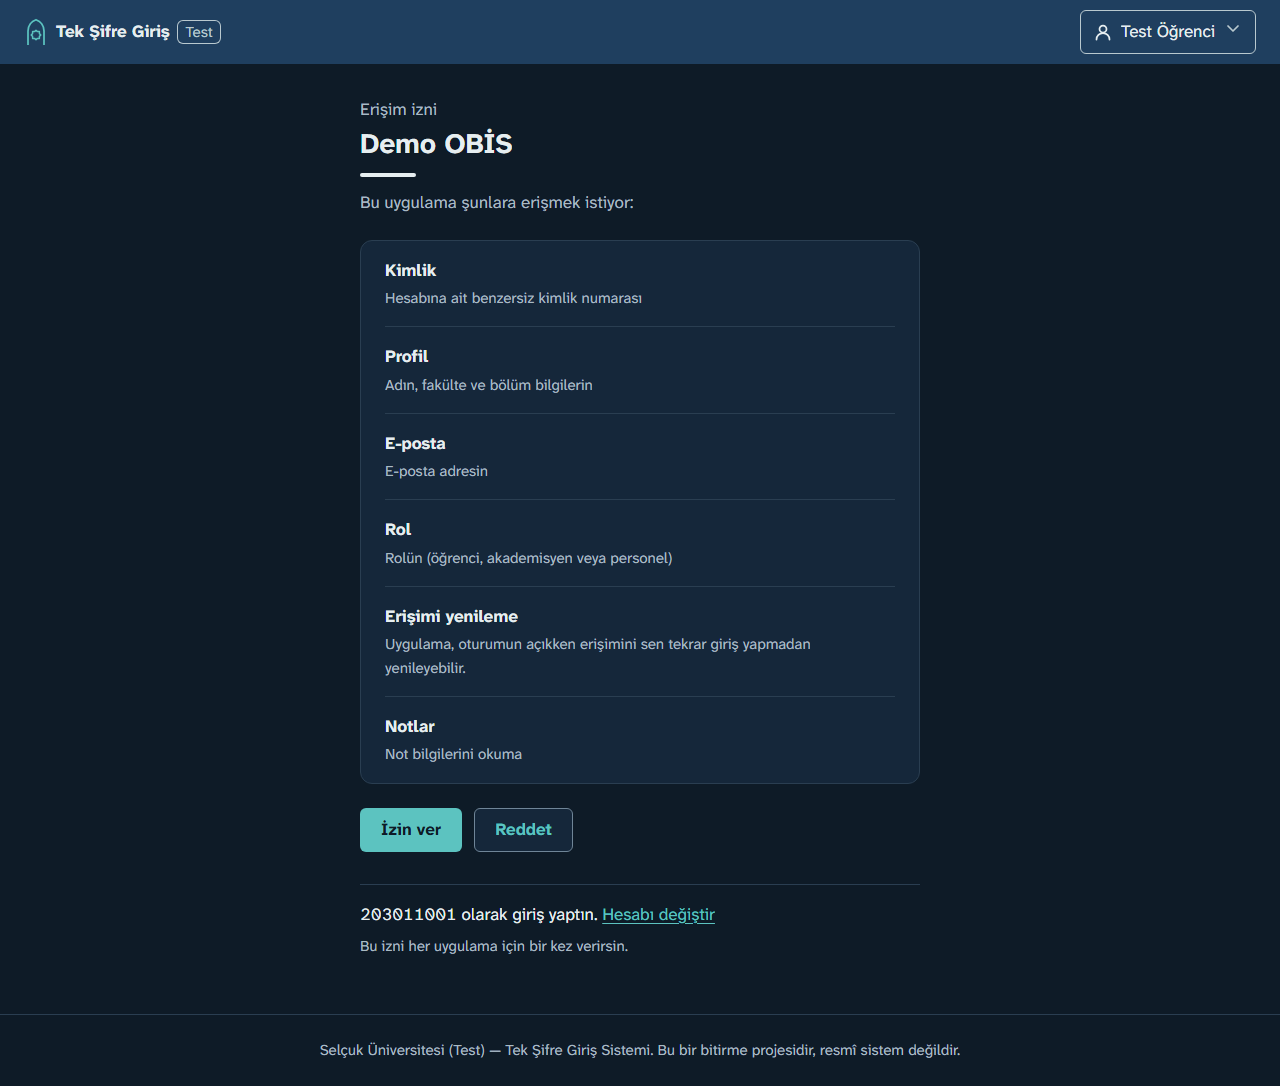 Tek Şifre Giriş Test
Test Öğrenci
Erişim izni
Demo OBİS
Bu uygulama şunlara erişmek istiyor:
Kimlik
Hesabına ait benzersiz kimlik numarası
Profil
Adın, fakülte ve bölüm bilgilerin
E-posta
E-posta adresin
Rol
Rolün (öğrenci, akademisyen veya personel)
Erişimi yenileme
Uygulama, oturumun açıkken erişimini sen tekrar giriş yapmadan
yenileyebilir.
Notlar
Not bilgilerini okuma
İzin ver
Reddet
203011001 olarak giriş yaptın. Hesabı değiştir
Bu izni her uygulama için bir kez verirsin.
Selçuk Üniversitesi (Test) — Tek Şifre Giriş Sistemi. Bu bir bitirme projesidir, resmî sistem değildir.